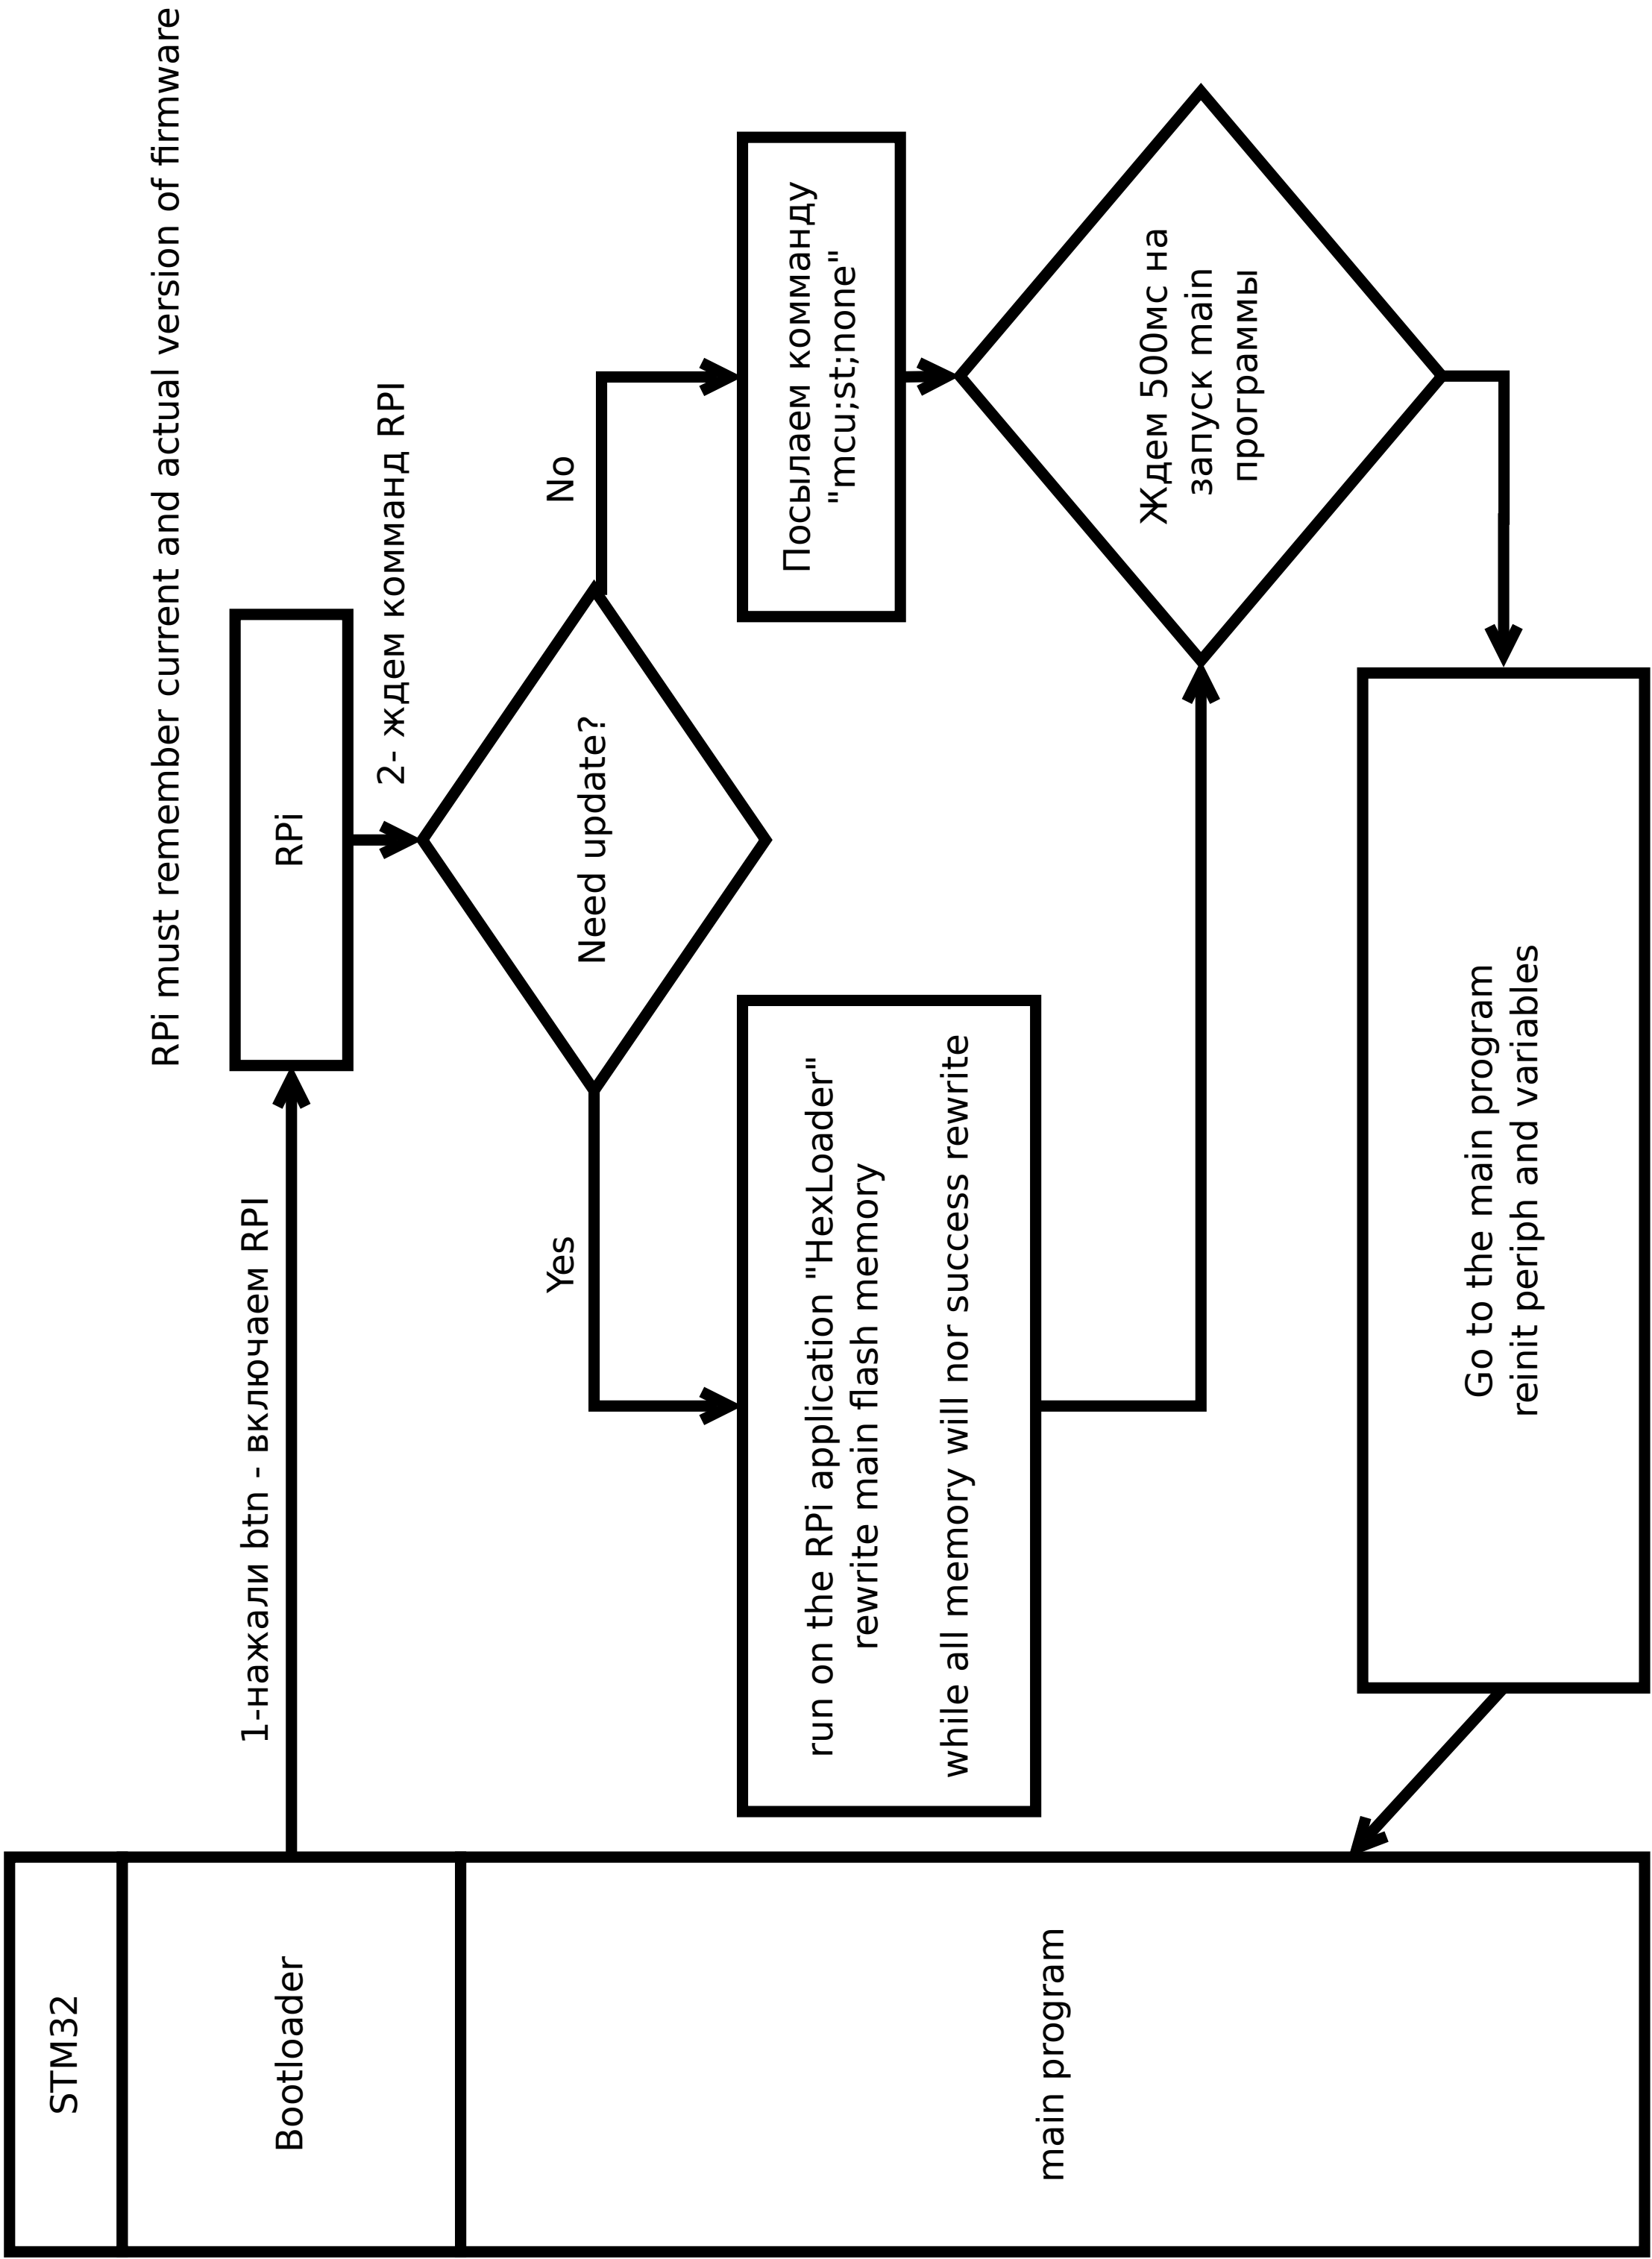 RPi must remember current and actual version of firmware
STM32
Bootloader
main program
1-нажали btn - включаем RPI
RPi
2- ждем комманд RPI
Need update?
Yes
No
run on the RPi application "HexLoader"
rewrite main flash memory
while all memory will nor success rewrite
Посылаем комманду
"mcu;st;none"
Ждем 500мс на
запуск main
программы
Go to the main program
reinit periph and variables